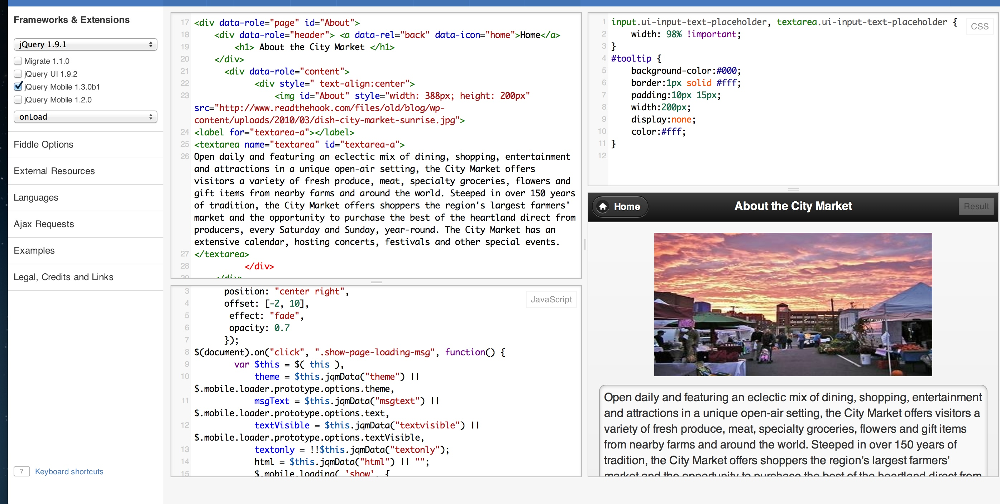 Frameworks & Extensions
jQuery 1.9.1
Migrate 1.1.0
jQuery UI 1.9.2
jQuery Mobile 1.3.0b1
jQuery Mobile 1.2.0
onLoad
Fiddle Options
External Resources
Languages
Ajax Requests
Examples
Legal, Credits and Links
? Keyboard shortcuts
17 <div data-role="page" id="About">
18 <div data-role="header"> <a data-rel="back" data-icon="home">Home</a>
19 <h1> About the City Market </h1>
20 </div>
21 <div data-role="content">
22 <div style=" text-align:center">
23 <img id="About" style="width: 388px; height: 200px"
src="http://www.readthehook.com/files/old/blog/wp-
content/uploads/2010/03/dish-city-market-sunrise.jpg">
24 <label for="textarea-a"></label>
25 <textarea name="textarea" id="textarea-a">
26 Open daily and featuring an eclectic mix of dining, shopping, entertainment
and attractions in a unique open-air setting, the City Market offers
visitors a variety of fresh produce, meat, specialty groceries, flowers and
gift items from nearby farms and around the world. Steeped in over 150 years
of tradition, the City Market offers shoppers the region's largest farmers'
market and the opportunity to purchase the best of the heartland direct from
producers, every Saturday and Sunday, year-round. The City Market has an
extensive calendar, hosting concerts, festivals and other special events.
27 </textarea>
28 </div>
29 </div>
JavaScript
3 position: "center right",
4 offset: [-2, 10],
5 effect: "fade",
6 opacity: 0.7
7 });
8 $(document).on("click", ".show-page-loading-msg", function() {
9 var $this = $( this ),
10 theme = $this.jqmData("theme") ||
$.mobile.loader.prototype.options.theme,
11 msgText = $this.jqmData("msgtext") ||
$.mobile.loader.prototype.options.text,
12 textVisible = $this.jqmData("textvisible") ||
$.mobile.loader.prototype.options.textVisible,
13 textonly = !!$this.jqmData("textonly");
14 html = $this.jqmData("html") || "";
15 $.mobile.loading( 'show', {
CSS
1 input.ui-input-text-placeholder, textarea.ui-input-text-placeholder {
2 width: 98% !important;
3 }
4 #tooltip {
5 background-color:#000;
6 border:1px solid #fff;
7 padding:10px 15px;
8 width:200px;
9 display:none;
10 color:#fff;
11 }
12
Home About the City Market Result
Open daily and featuring an eclectic mix of dining, shopping, entertainment
and attractions in a unique open-air setting, the City Market offers visitors a
variety of fresh produce, meat, specialty groceries, flowers and gift items
from nearby farms and around the world. Steeped in over 150 years of
tradition, the City Market offers shoppers the region's largest farmers'
market and the opportunity to purchase the best of the heartland direct from